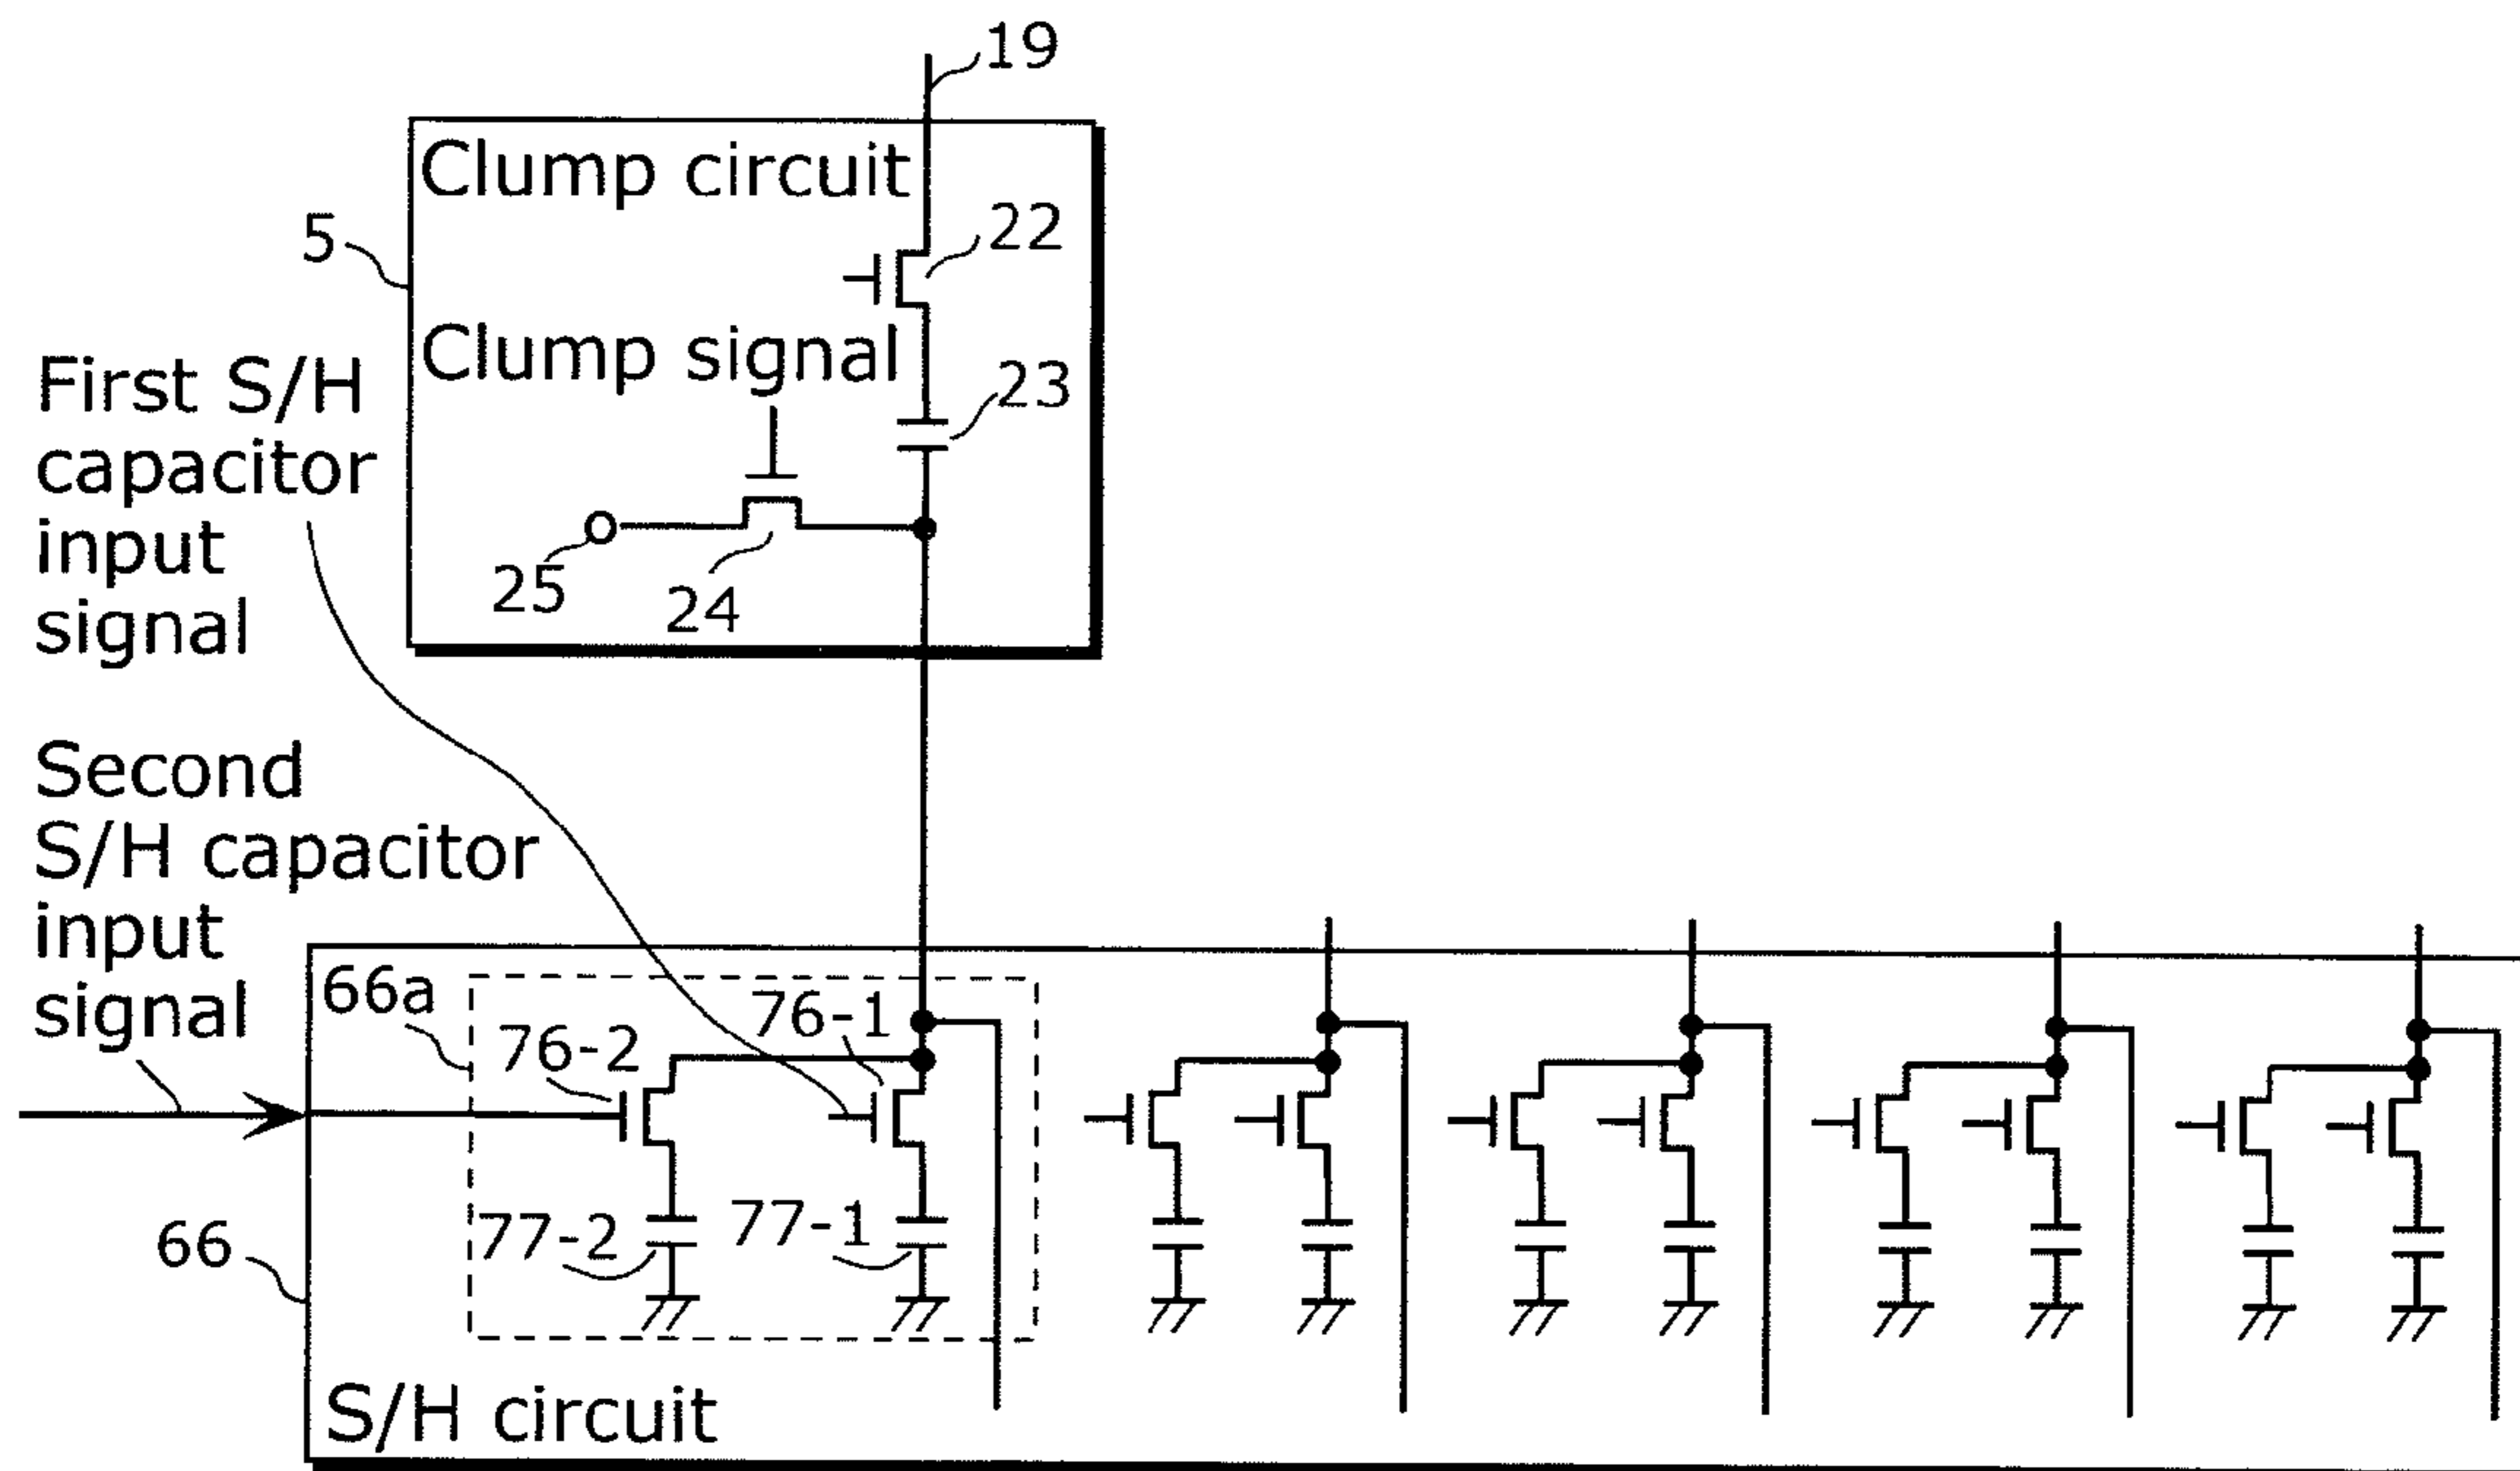 19
Clump circuit
22
5
Clump signal
23
First S/H
capacitor
input
signal
25
24
Second
S/H capacitor
input
signal
66a
76-2
76-1
77-2
77-1
66
S/H circuit